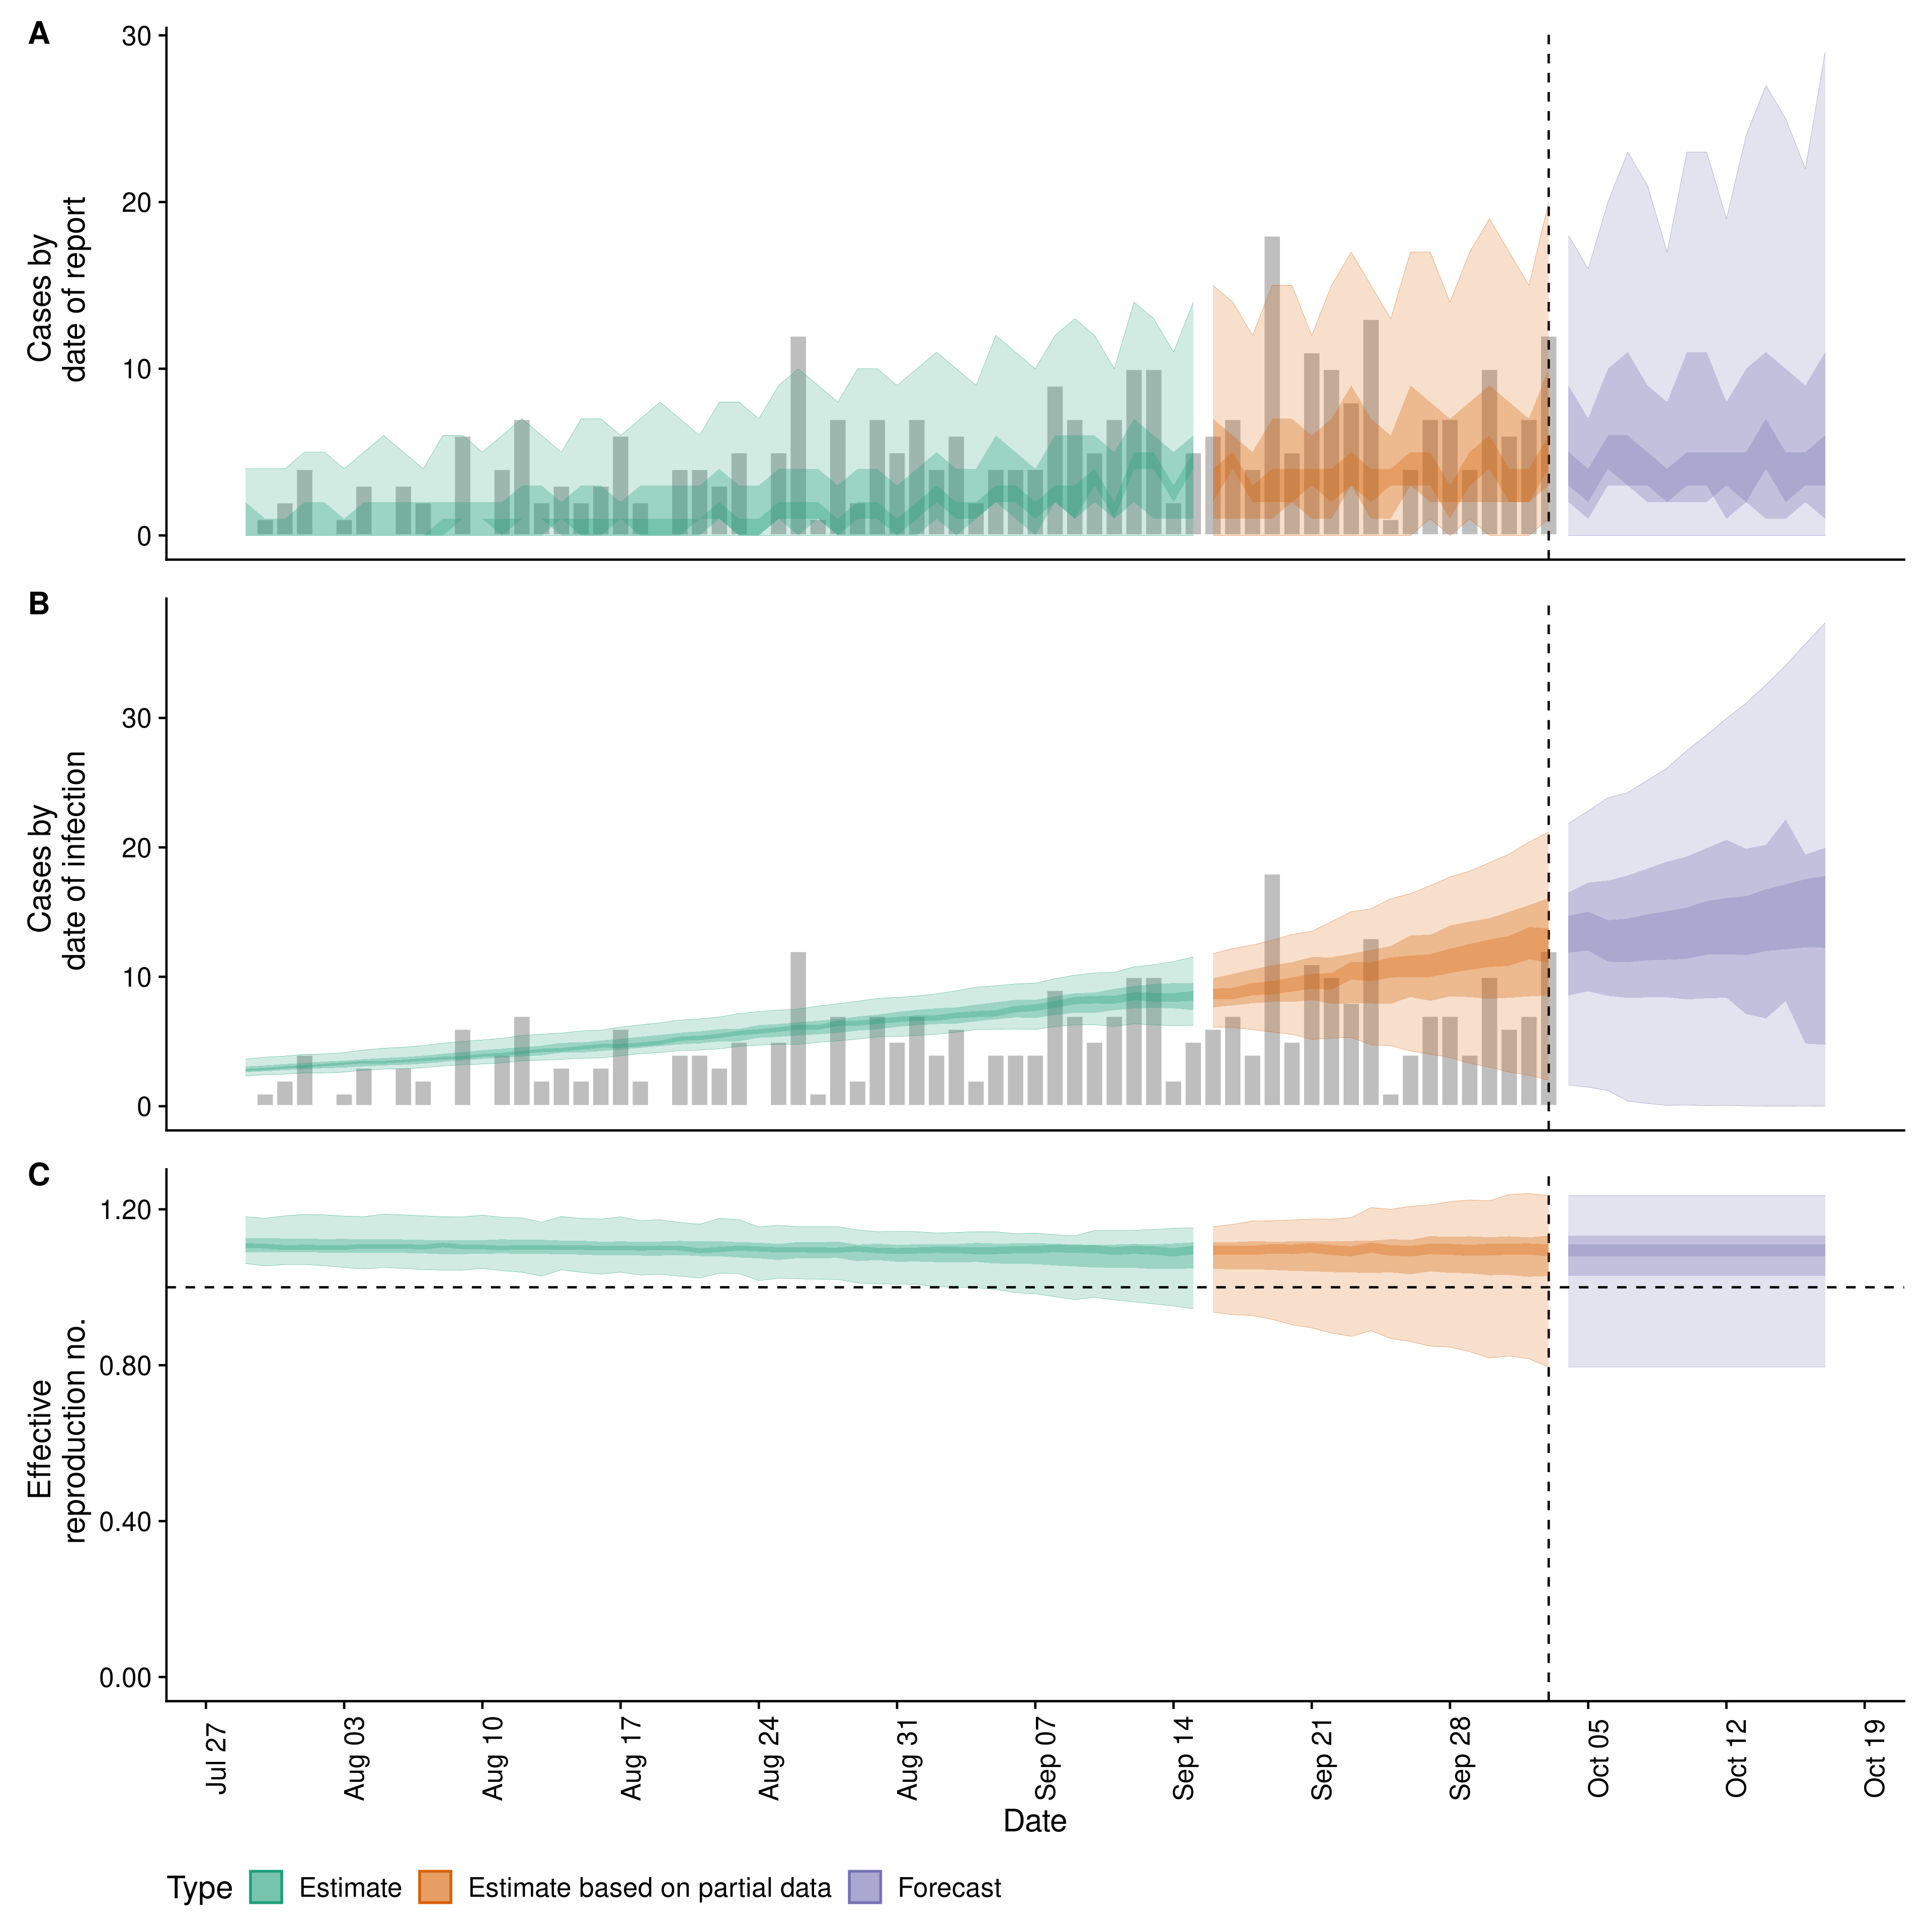 A
Cases by
date of report
30
20
10
0
B
Cases by
date of infection
30
20
10
0
C
Effective
reproduction no.
1.20
0.80
0.40
0.00
Jul 27
Aug 03
Aug 10
Aug 17
Aug 24
Aug 31
Sep 07
Sep 14
Sep 21
Sep 28
Oct 05
Oct 12
Oct 19
Date
Type Estimate Estimate based on partial data Forecast